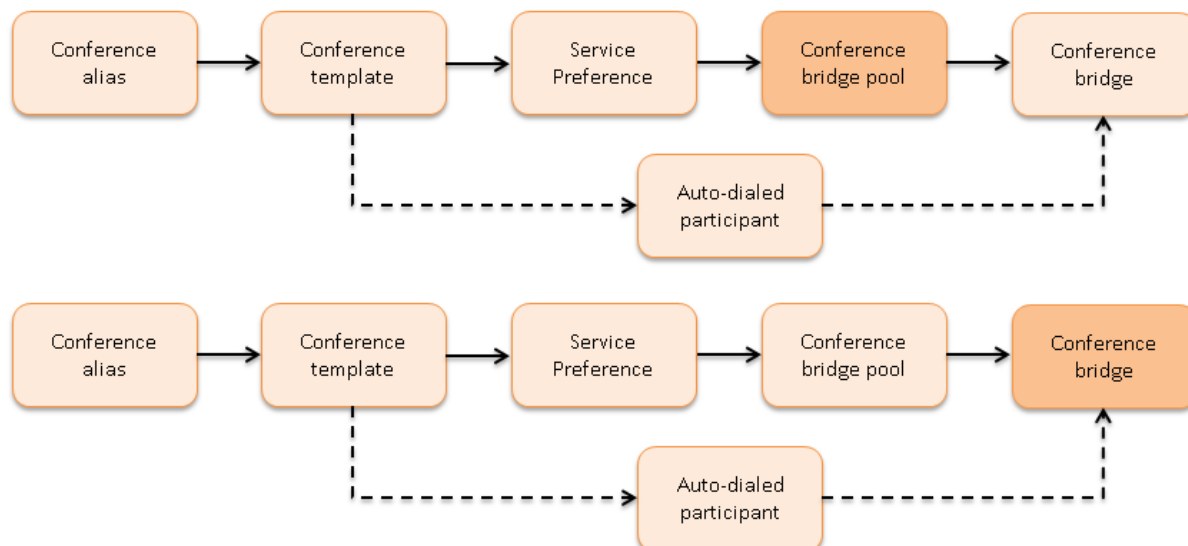 Conference
alias
Conference
template
Service
Preference
Conference
bridge pool
Conference
bridge
Auto-dialed
participant
Conference
alias
Conference
template
Service
Preference
Conference
bridge pool
Conference
bridge
Auto-dialed
participant